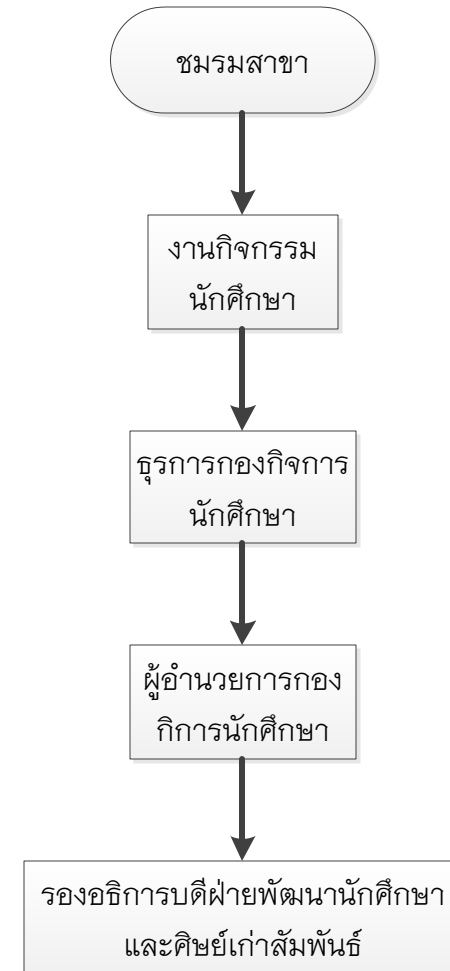 ชมรมสาขา
งานกิจกรรม
นักศึกษา
ธุรการกองกิจการ
นักศึกษา
ผู้อำนวยการกอง
กิการนักศึกษา
รองอธิการบดีฝ่ายพัฒนานักศึกษา
และศิษย์เก่าสัมพันธ์